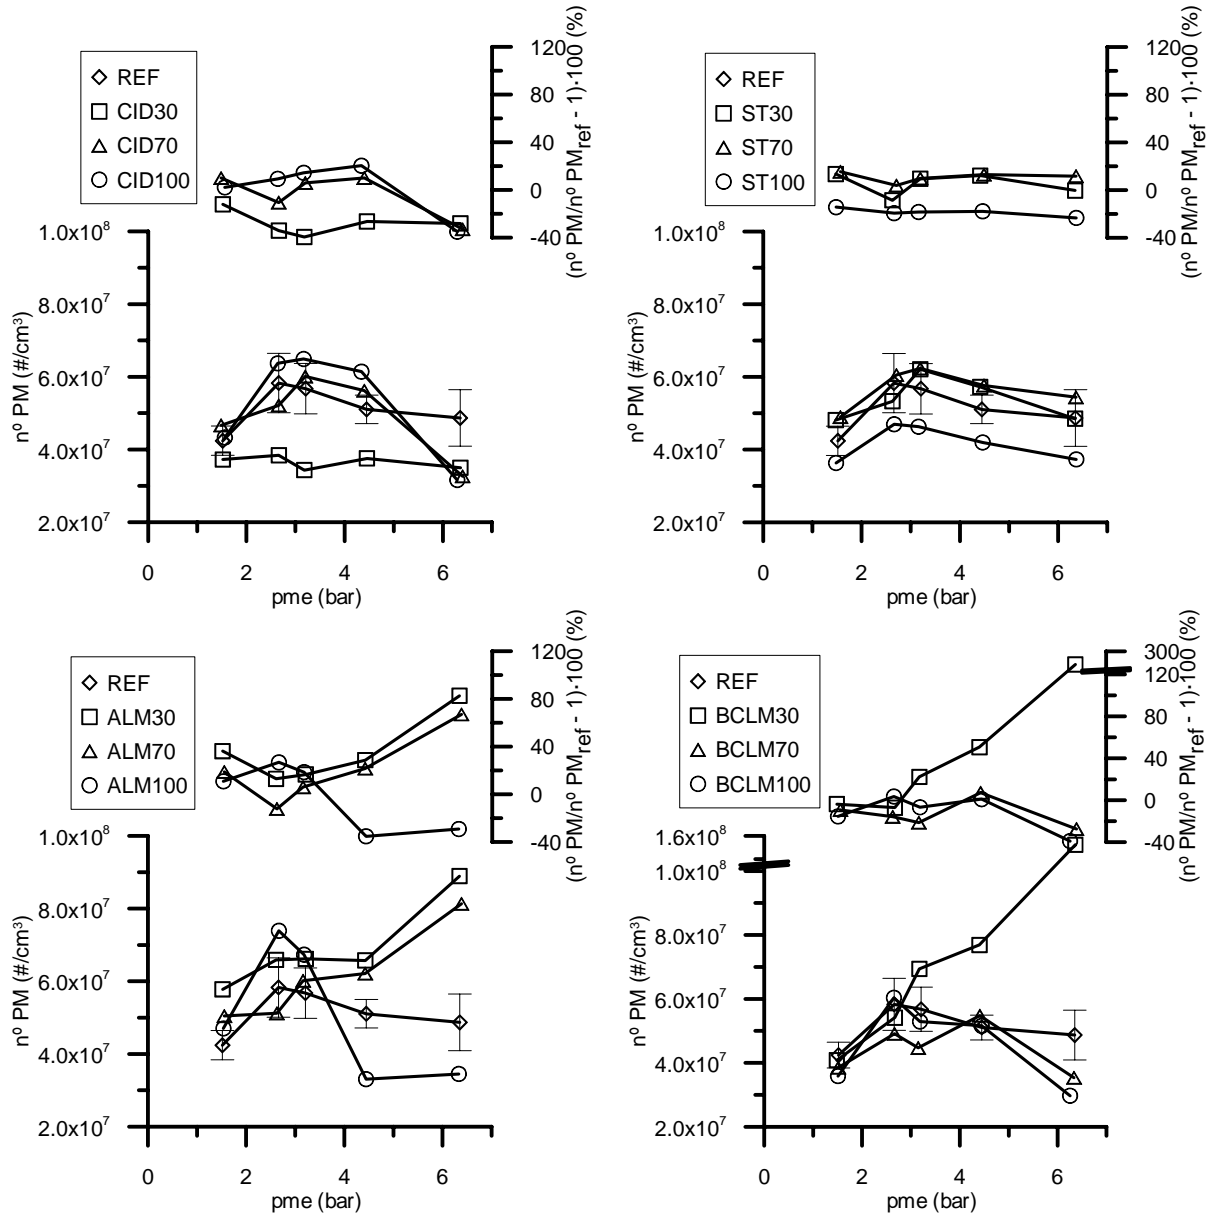 REF
CID30
CID70
CID100
120
80
40
0
-40
(nº PM/nº PMref - 1)·100 (%)
1.0x10⁸
8.0x10⁷
6.0x10⁷
4.0x10⁷
2.0x10⁷
nº PM (#/cm³)
0 2 4 6
pme (bar)
REF
ST30
ST70
ST100
120
80
40
0
-40
(nº PM/nº PMref - 1)·100 (%)
1.0x10⁸
8.0x10⁷
6.0x10⁷
4.0x10⁷
2.0x10⁷
nº PM (#/cm³)
0 2 4 6
pme (bar)
REF
ALM30
ALM70
ALM100
120
80
40
0
-40
(nº PM/nº PMref - 1)·100 (%)
1.0x10⁸
8.0x10⁷
6.0x10⁷
4.0x10⁷
2.0x10⁷
nº PM (#/cm³)
0 2 4 6
pme (bar)
REF
BCLM30
BCLM70
BCLM100
300
120
80
40
0
-40
(nº PM/nº PMref - 1)·100 (%)
1.6x10⁸
1.0x10⁸
8.0x10⁷
6.0x10⁷
4.0x10⁷
2.0x10⁷
nº PM (#/cm³)
0 2 4 6
pme (bar)